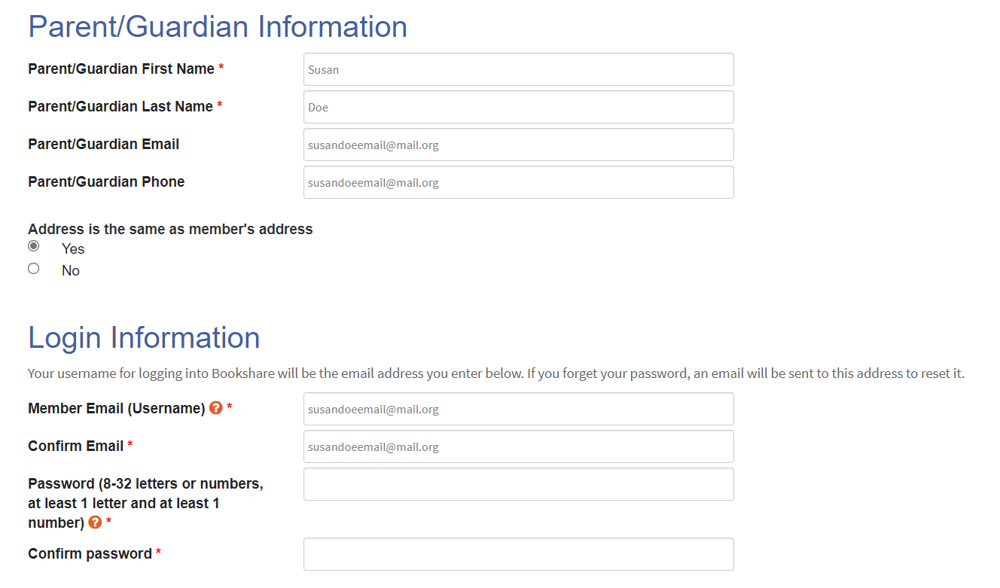 Parent/Guardian Information
Parent/Guardian First Name *
Susan
Parent/Guardian Last Name *
Doe
Parent/Guardian Email
susandoeemail@mail.org
Parent/Guardian Phone
susandoeemail@mail.org
Address is the same as member's address
Yes
No
Login Information
Your username for logging into Bookshare will be the email address you enter below. If you forget your password, an email will be sent to this address to reset it.
Member Email (Username) ? *
susandoeemail@mail.org
Confirm Email *
susandoeemail@mail.org
Password (8-32 letters or numbers,
at least 1 letter and at least 1
number) ? *
Confirm password *